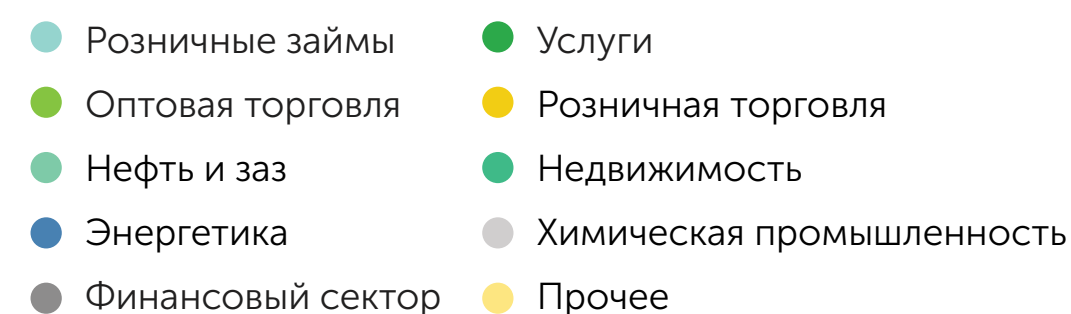 Розничные займы
Оптовая торговля
Нефть и заз
Энергетика
Финансовый сектор
Услуги
Розничная торговля
Недвижимость
Химическая промышленность
Прочее